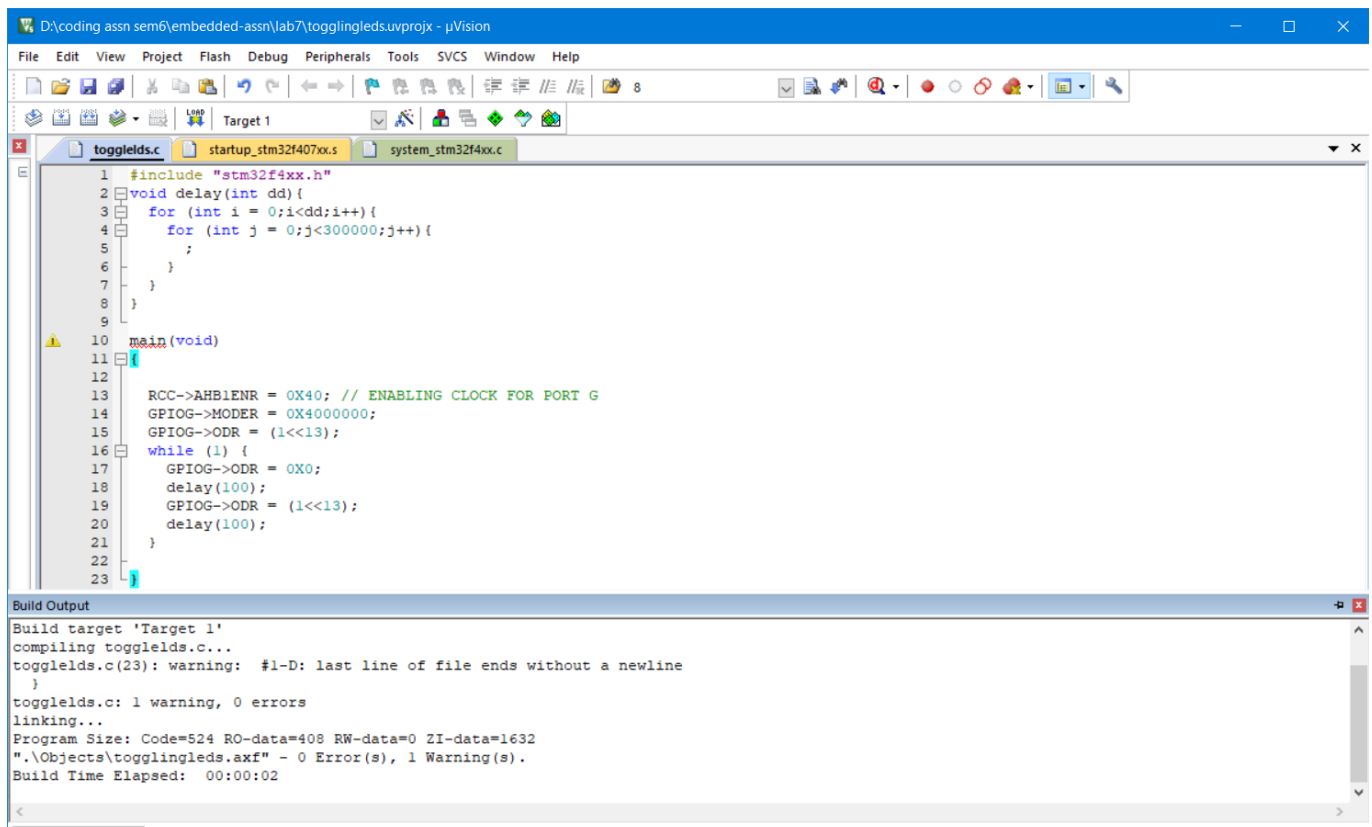 D:\coding assn sem6\embedded-assn\lab7\togglingleds.uvprojx - µVision
File Edit View Project Flash Debug Peripherals Tools SVCS Window Help
8
LOAD Target 1
togglelds.c startup_stm32f407xx.s system_stm32f4xx.c
1 #include "stm32f4xx.h"
2 void delay(int dd){
3 for (int i = 0;i<dd;i++){
4 for (int j = 0;j<300000;j++){
5 ;
6 }
7 }
8 }
9
10 main(void)
11 {
12
13 RCC->AHB1ENR = 0X40; // ENABLING CLOCK FOR PORT G
14 GPIOG->MODER = 0X4000000;
15 GPIOG->ODR = (1<<13);
16 while (1) {
17 GPIOG->ODR = 0X0;
18 delay(100);
19 GPIOG->ODR = (1<<13);
20 delay(100);
21 }
22
23 }
Build Output
Build target 'Target 1'
compiling togglelds.c...
togglelds.c(23): warning:  #1-D: last line of file ends without a newline
}
togglelds.c: 1 warning, 0 errors
linking...
Program Size: Code=524 RO-data=408 RW-data=0 ZI-data=1632
".\Objects\togglingleds.axf" - 0 Error(s), 1 Warning(s).
Build Time Elapsed:  00:00:02